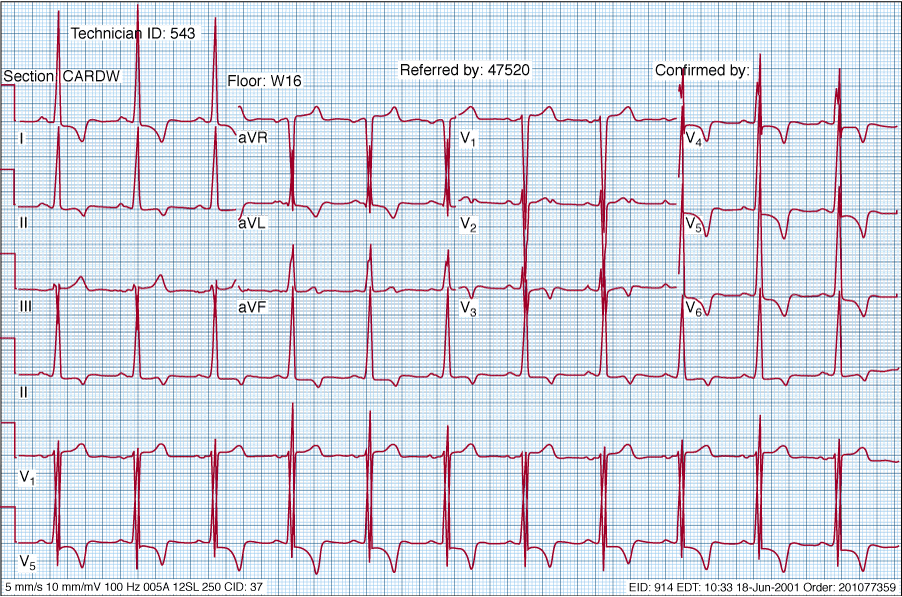 Technician ID: 543
Section CARDW
Floor: W16
Referred by: 47520
Confirmed by:
I
aVR
V1
V4
II
aVL
V2
V5
III
aVF
V3
V6
II
V1
V5
5 mm/s 10 mm/mV 100 Hz 005A 12SL 250 CID: 37
EID: 914 EDT: 10:33 18-Jun-2001 Order: 201077359